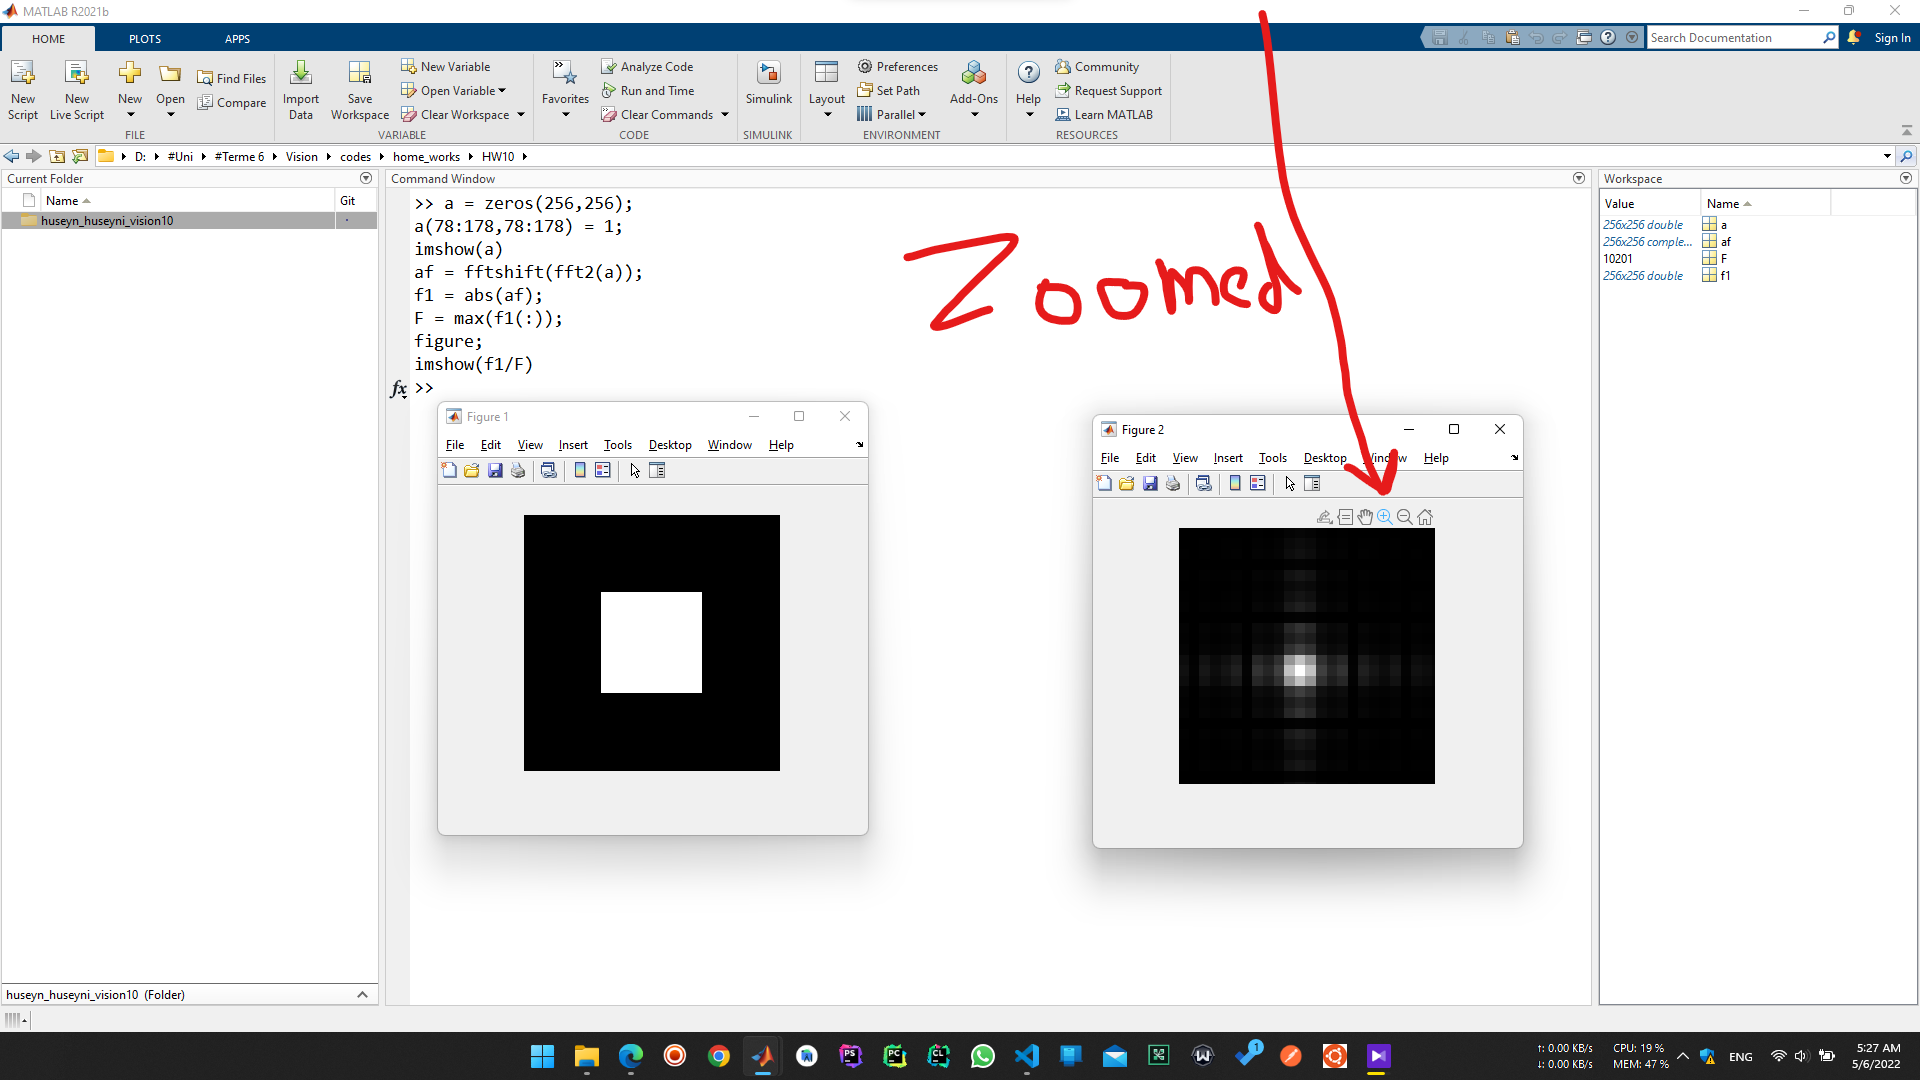 MATLAB R2021b
HOME PLOTS APPS
Search Documentation
Sign In
New Script
New Live Script
New
Open
Find Files
Compare
FILE
Import Data
Save Workspace
New Variable
Open Variable
Clear Workspace
VARIABLE
Favorites
Analyze Code
Run and Time
Clear Commands
CODE
Simulink
SIMULINK
Layout
Preferences
Set Path
Parallel
Add-Ons
ENVIRONMENT
Help
Community
Request Support
Learn MATLAB
RESOURCES
D: #Uni #Terme 6 Vision codes home_works HW10
Current Folder
Name Git
huseyn_huseyni_vision10
huseyn_huseyni_vision10 (Folder)
Command Window
>> a = zeros(256,256);
a(78:178,78:178) = 1;
imshow(a)
af = fftshift(fft2(a));
f1 = abs(af);
F = max(f1(:));
figure;
imshow(f1/F)
fx >>
Zoomed
Figure 1
File Edit View Insert Tools Desktop Window Help
Figure 2
File Edit View Insert Tools Desktop Window Help
Workspace
Value Name
256x256 double a
256x256 comple... af
10201 F
256x256 double f1
PS
PC
CL
1
↑: 0.00 KB/s
↓: 0.00 KB/s
CPU: 19 %
MEM: 47 %
ENG
5:27 AM
5/6/2022